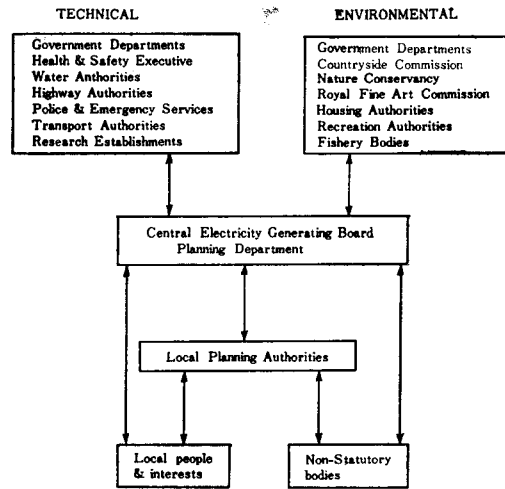 TECHNICAL
Government Departments
Health & Safety Executive
Water Anthorities
Highway Authorities
Police & Emergency Services
Transport Authorities
Research Establishments
ENVIRONMENTAL
Government Departments
Countryside Commission
Nature Conservancy
Royal Fine Art Commission
Housing Authorities
Recreation Authorities
Fishery Bodies
Central Electricity Generating Board
Planning Department
Local Planning Authorities
Local people
& interests
Non-Statutory
bodies